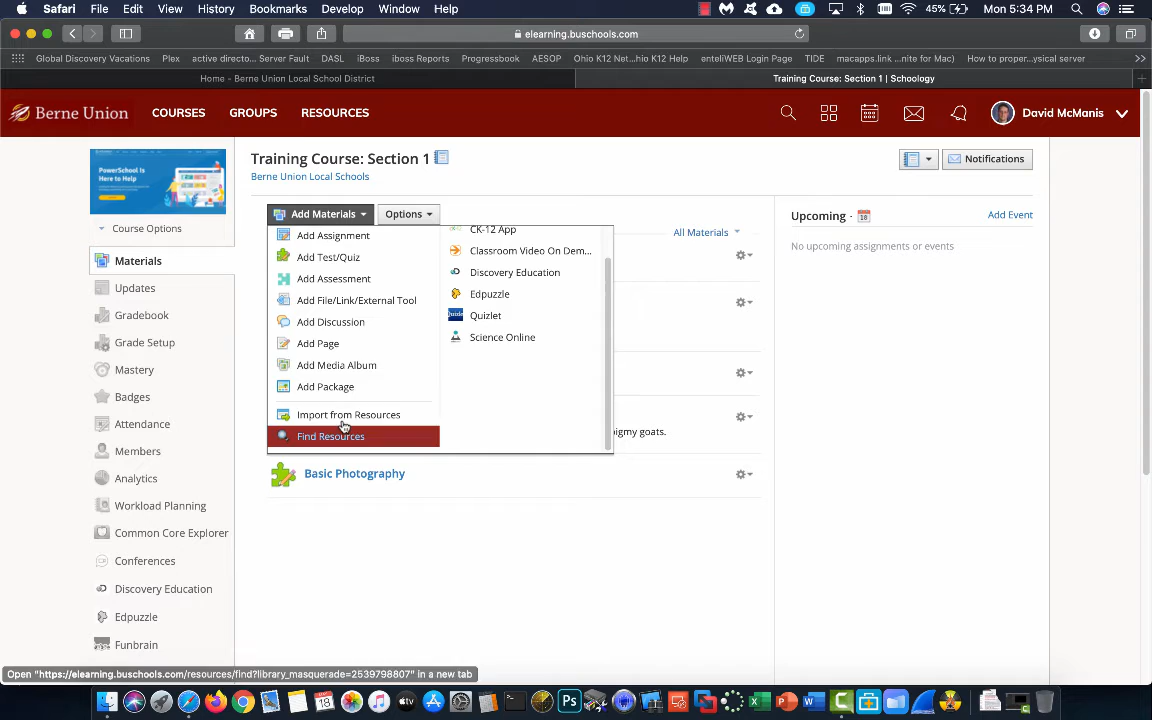 Safari File Edit View History Bookmarks Develop Window Help 45% Mon 5:34 PM
elearning.buschools.com
Global Discovery Vacations Plex active directo... Server Fault DASL iBoss iboss Reports Progressbook AESOP Ohio K12 Net...hio K12 Help enteliWEB Login Page TIDE macapps.link ...nite for Mac) How to proper...ysical server
Home - Berne Union Local School District Training Course: Section 1 | Schoology
Berne Union COURSES GROUPS RESOURCES David McManis
Training Course: Section 1
Notifications
Berne Union Local Schools
PowerSchool Is
Here to Help
Course Options
Add Materials Options
Upcoming · 18 Add Event
No upcoming assignments or events
All Materials
Add Assignment
Add Test/Quiz
Add Assessment
Add File/Link/External Tool
Add Discussion
Add Page
Add Media Album
Add Package
Import from Resources
Find Resources
CK-12 App
Classroom Video On Dem...
Discovery Education
Edpuzzle
Quizlet
Science Online
igmy goats.
Basic Photography
Materials
Updates
Gradebook
Grade Setup
Mastery
Badges
Attendance
Members
Analytics
Workload Planning
Common Core Explorer
Conferences
Discovery Education
Edpuzzle
Funbrain
Open "https://elearning.buschools.com/resources/find?library_masquerade=2539798807" in a new tab